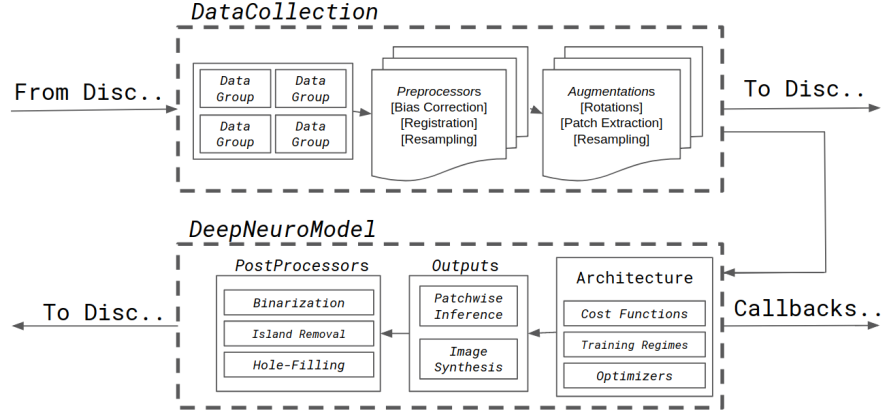 DataCollection
From Disc..
Data
Group
Data
Group
Data
Group
Data
Group
Preprocessors
[Bias Correction]
[Registration]
[Resampling]
Augmentations
[Rotations]
[Patch Extraction]
[Resampling]
To Disc..
DeepNeuroModel
To Disc..
PostProcessors
Binarization
Island Removal
Hole-Filling
Outputs
Patchwise
Inference
Image
Synthesis
Architecture
Cost Functions
Training Regimes
Optimizers
Callbacks..